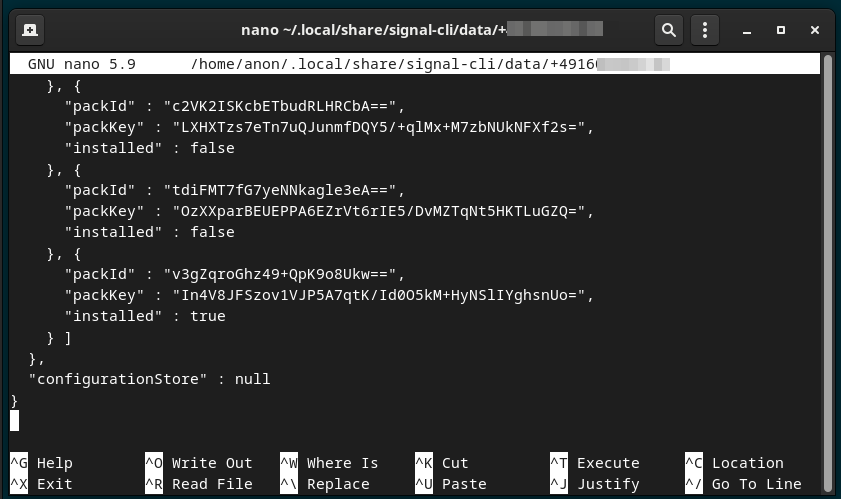 nano ~/.local/share/signal-cli/data/+
GNU nano 5.9 /home/anon/.local/share/signal-cli/data/+4916
}, {
"packId" : "c2VK2ISKcbETbudRLHRCbA==",
"packKey" : "LXHXTzs7eTn7uQJunmfDQY5/+qlMx+M7zbNUkNFXf2s=",
"installed" : false
}, {
"packId" : "tdiFMT7fG7yeNNkagle3eA==",
"packKey" : "OzXXparBEUEPPA6EZrVt6rIE5/DvMZTqNt5HKTLuGZQ=",
"installed" : false
}, {
"packId" : "v3gZqroGhz49+QpK9o8Ukw==",
"packKey" : "In4V8JFSzov1VJP5A7qtK/Id0O5kM+HyNSlIYghsnUo=",
"installed" : true
} ]
},
"configurationStore" : null
}
^G Help ^O Write Out ^W Where Is ^K Cut ^T Execute ^C Location
^X Exit ^R Read File ^\ Replace ^U Paste ^J Justify ^/ Go To Line